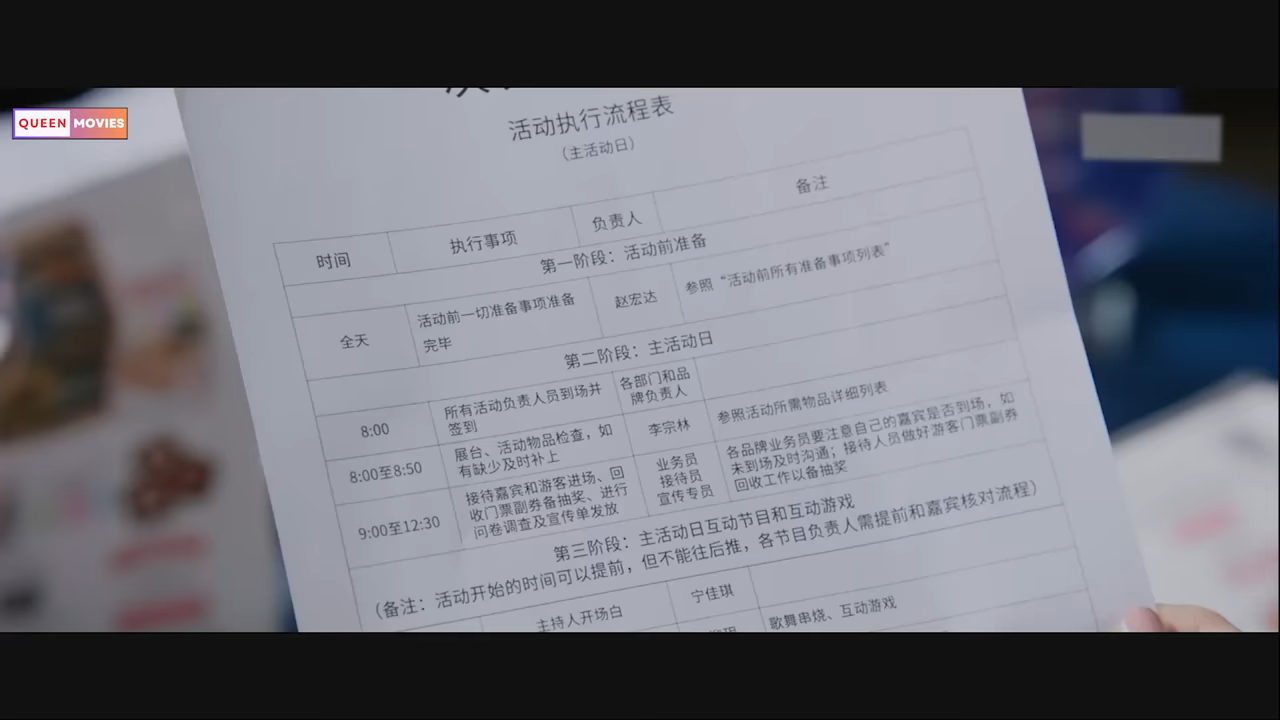 QUEEN MOVIES
活动执行流程表
（主活动日）
时间 执行事项 负责人 备注
第一阶段：活动前准备
全天 活动前一切准备事项准备 赵宏达 参照“活动前所有准备事项列表”
完毕
第二阶段：主活动日
8:00 所有活动负责人员到场并 各部门和品
签到 牌负责人
8:00至8:50 展台、活动物品检查，如 李宗林 参照活动所需物品详细列表
有缺少及时补上
9:00至12:30 接待嘉宾和游客进场、回 业务员 各品牌业务员要注意自己的嘉宾是否到场，如
收门票副券备抽奖、进行 接待员 未到场及时沟通；接待人员做好游客门票副券
问卷调查及宣传单发放 宣传专员 回收工作以备抽奖
第三阶段：主活动日互动节目和互动游戏
（备注：活动开始的时间可以提前，但不能往后推，各节目负责人需提前和嘉宾核对流程）
主持人开场白 宁佳琪
歌舞串烧、互动游戏